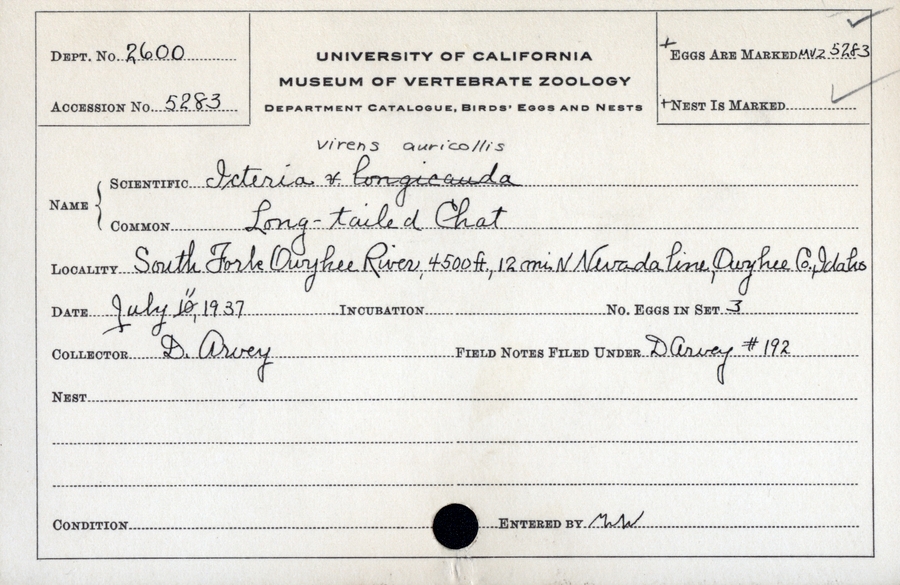 DEPT. NO. 2600
UNIVERSITY OF CALIFORNIA
MUSEUM OF VERTEBRATE ZOOLOGY
DEPARTMENT CATALOGUE, BIRDS' EGGS AND NESTS
ACCESSION NO. 5283
+EGGS ARE MARKED MVZ 5283
+NEST IS MARKED
virens auricollis
NAME { SCIENTIFIC Icteria v. longicauda
COMMON Long-tailed Chat
LOCALITY South Fork Owyhee River, 4500 ft., 12 mi. N Nevada line, Owyhee Co., Idaho
DATE July 1937 INCUBATION NO. EGGS IN SET 3
COLLECTOR D. Arvey FIELD NOTES FILED UNDER D Arvey #192
NEST
CONDITION ENTERED BY